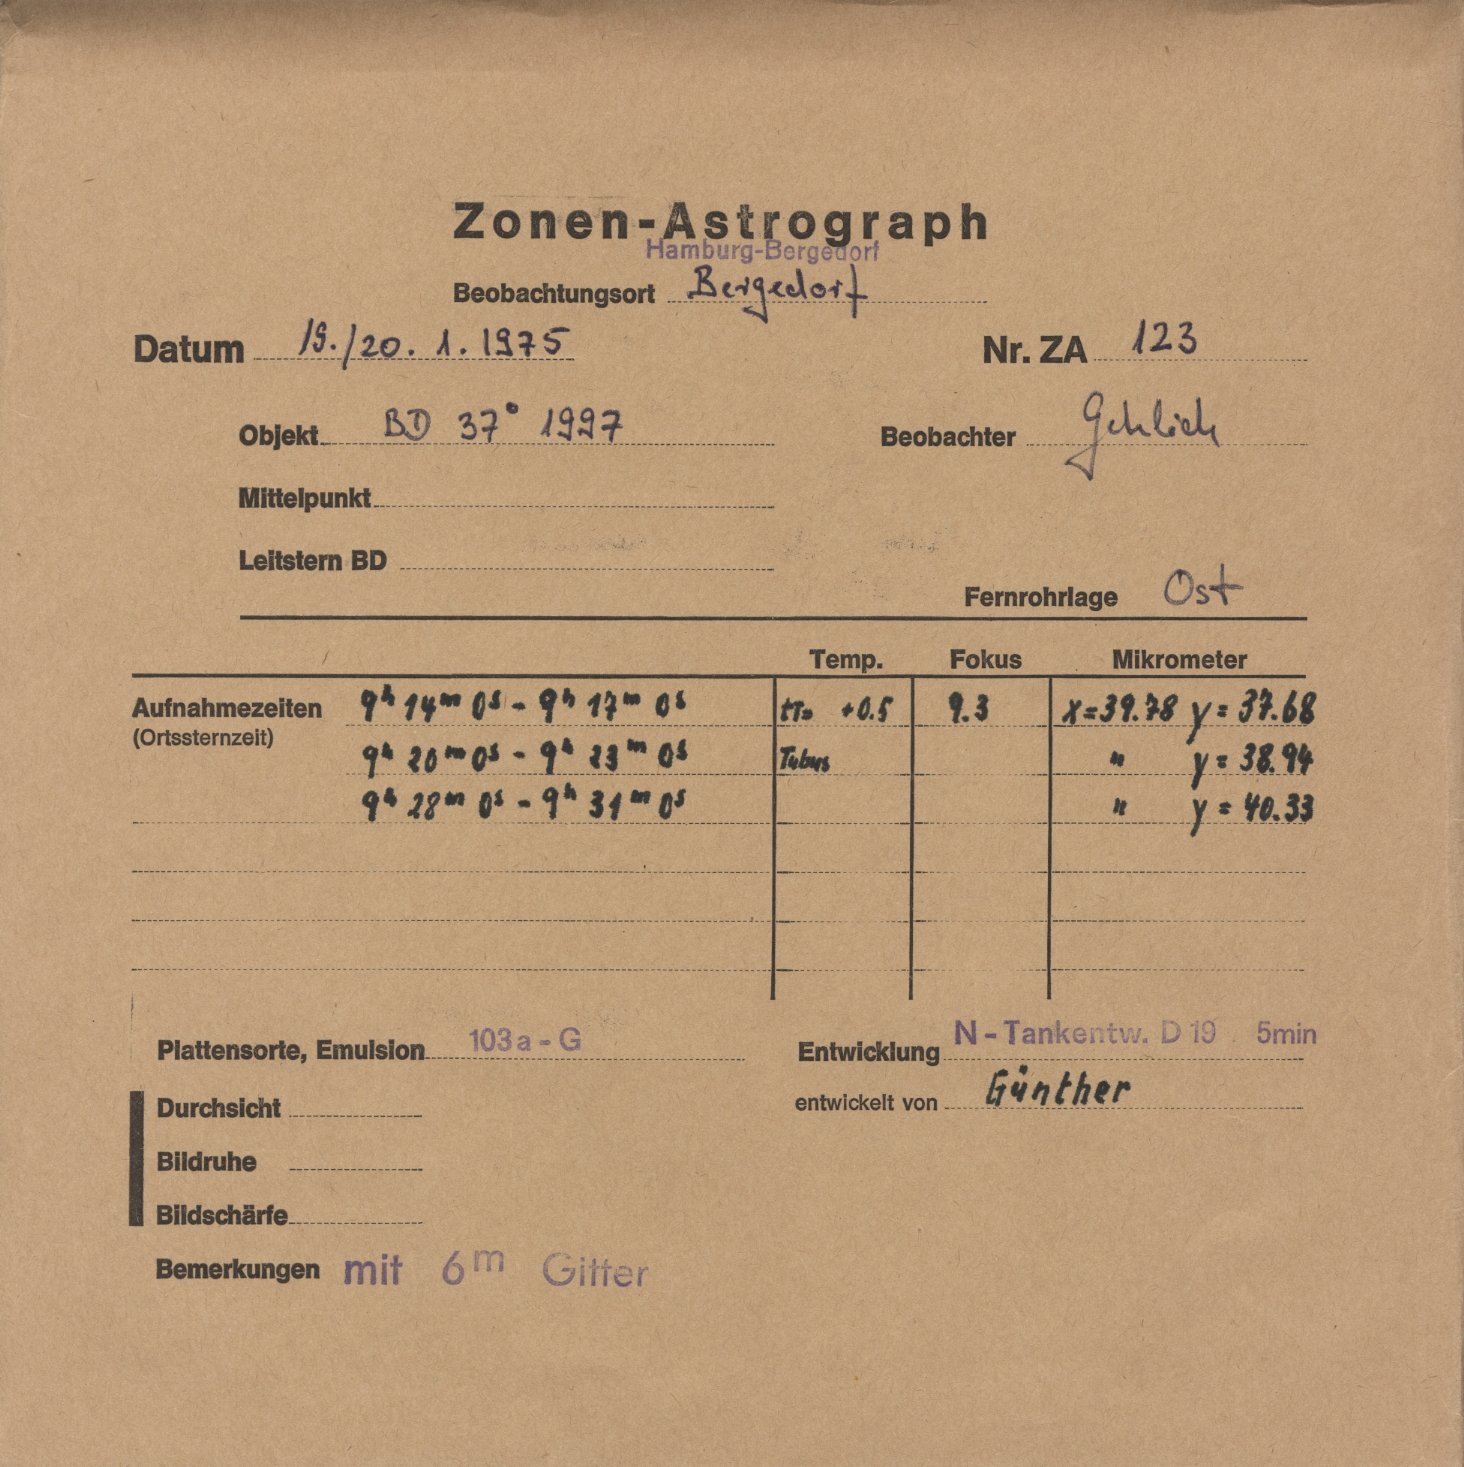 Zonen-Astrograph
Hamburg-Bergedorf
Beobachtungsort Bergedorf
Datum 19./20. 1. 1975 Nr. ZA 123
Objekt BD 37° 1997 Beobachter Gehlich
Mittelpunkt
Leitstern BD
Fernrohrlage Ost
Temp. Fokus Mikrometer
Aufnahmezeiten 9h 14m 0s - 9h 17m 0s +0.5 9.3 x=39.78 y=37.68
(Ortssternzeit)
9h 20m 0s - 9h 23m 0s Tubus " y=38.94
9h 28m 0s - 9h 31m 0s " y=40.33
Plattensorte, Emulsion 103a-G Entwicklung N-Tankentw. D19 5min
Durchsicht entwickelt von Günther
Bildruhe
Bildschärfe
Bemerkungen mit 6m Gitter